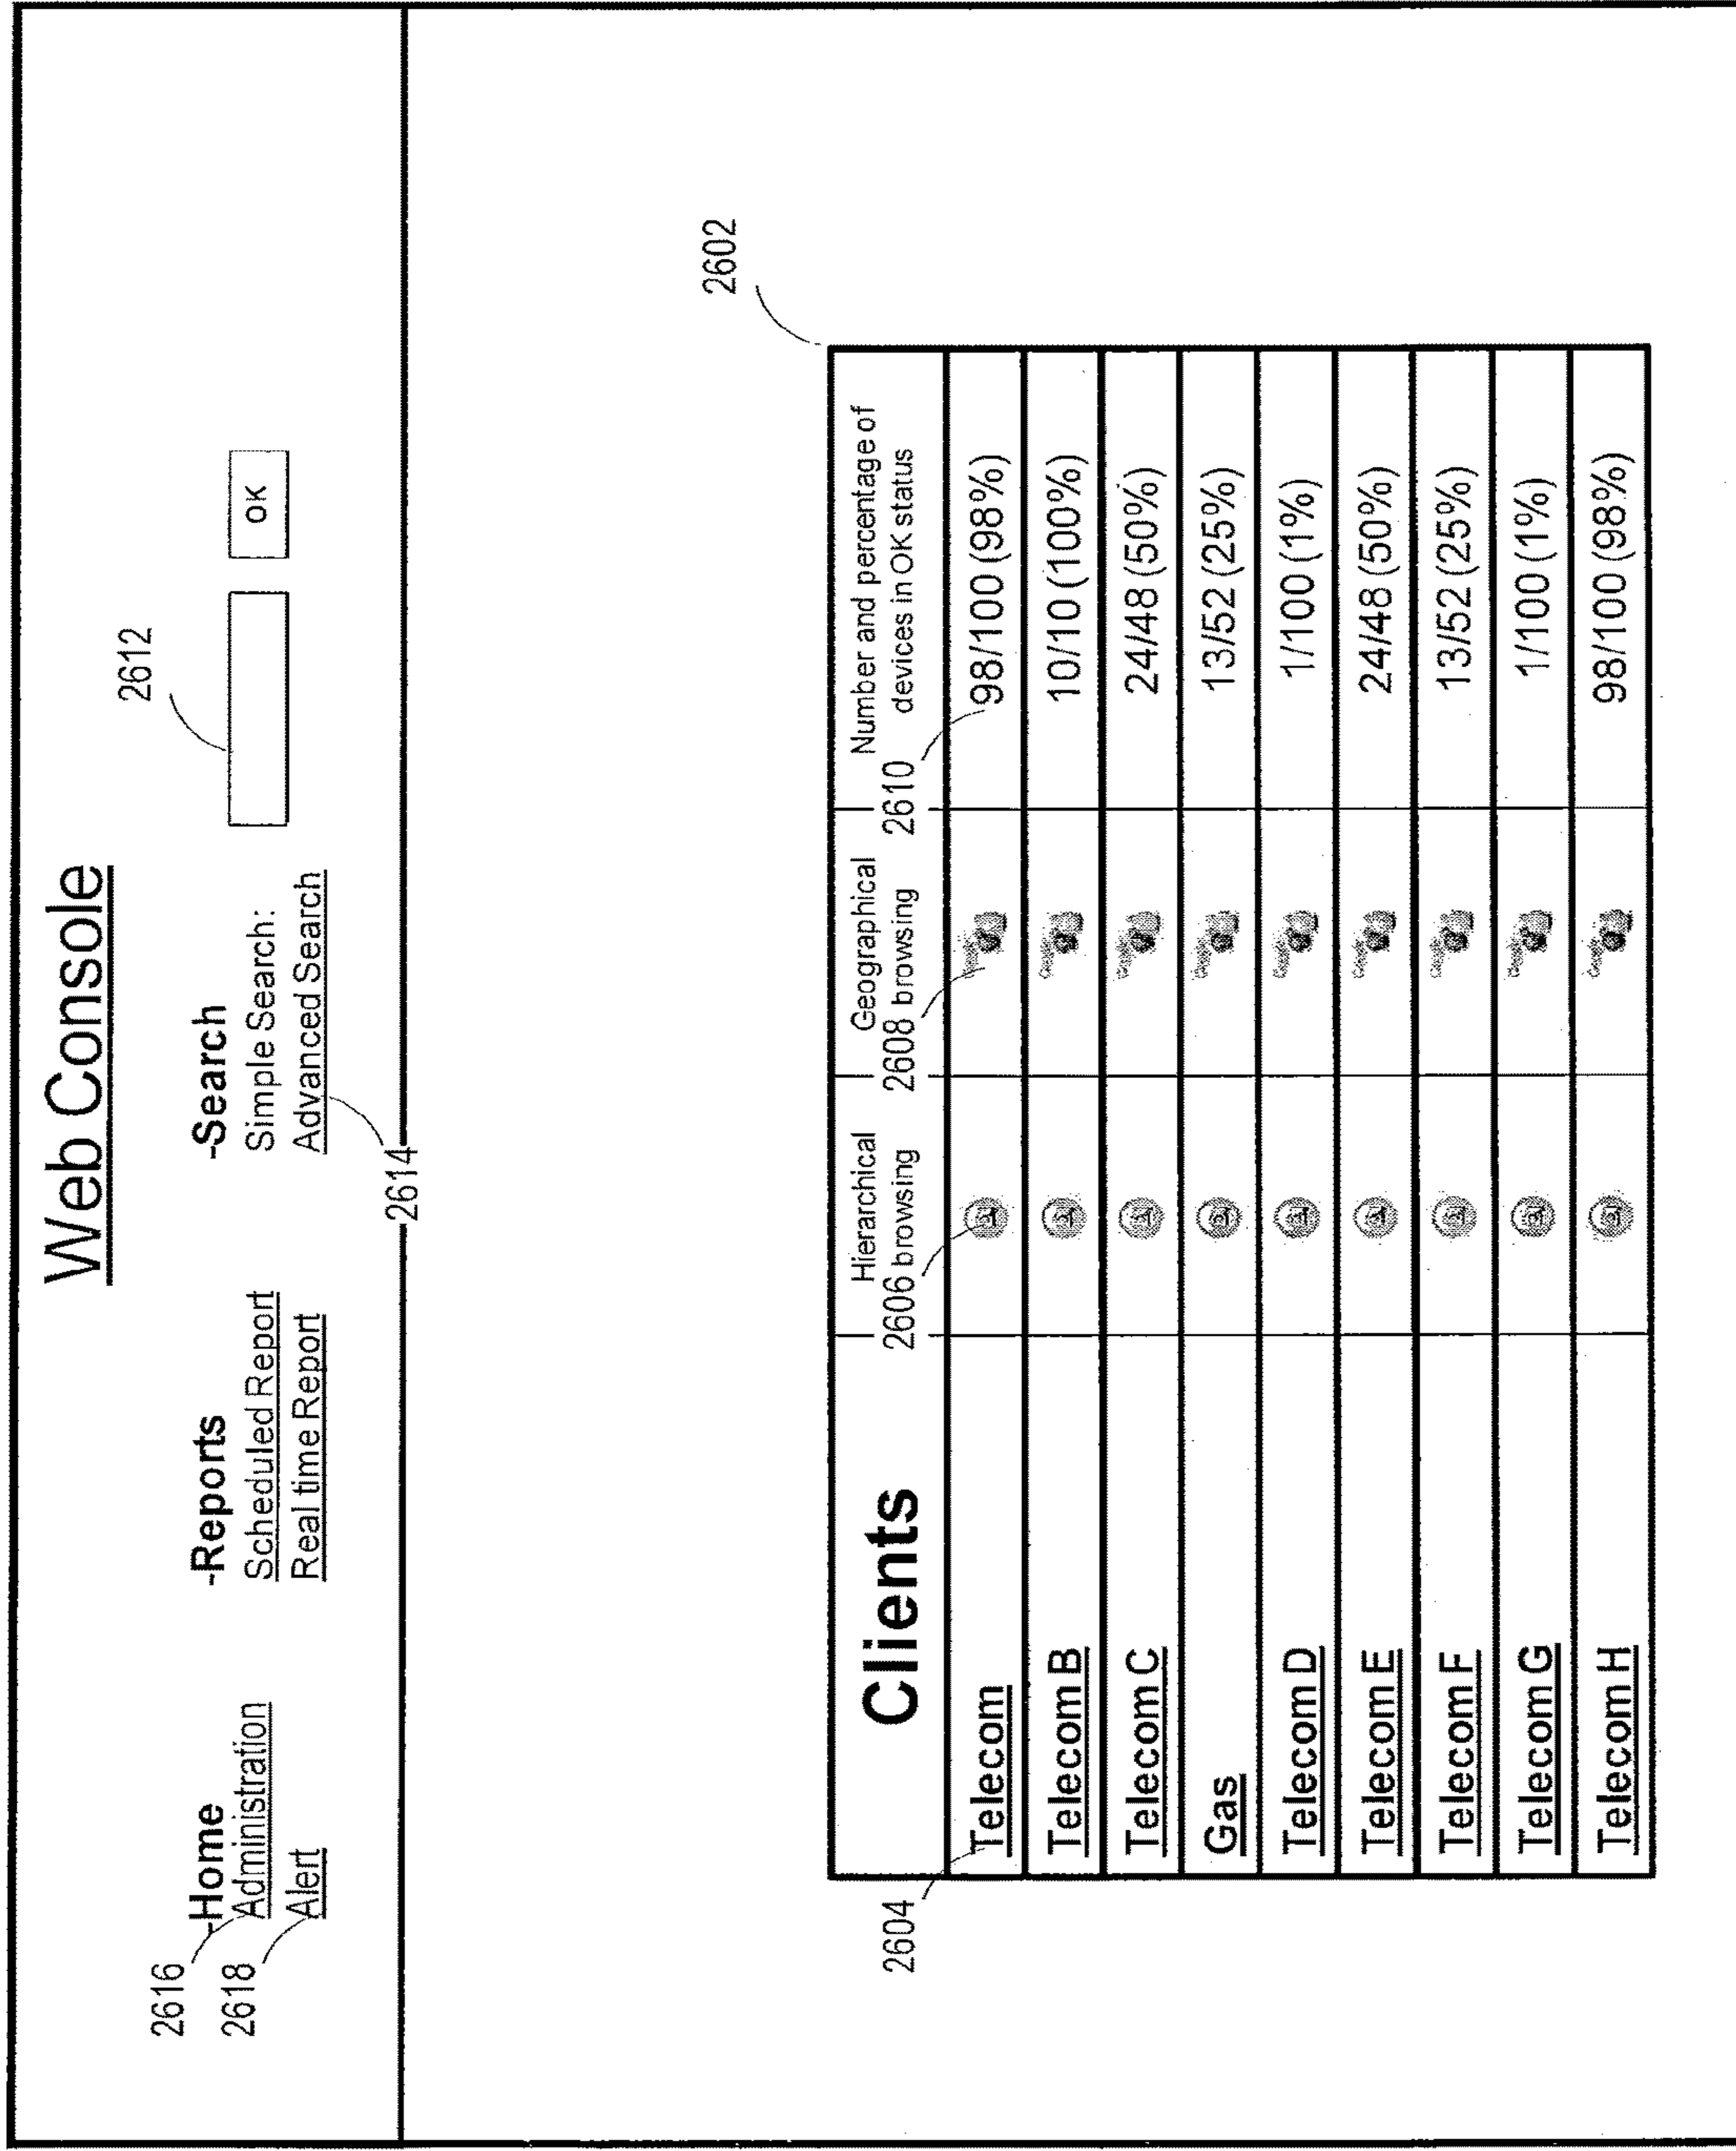 Web Console
2616
-Home
Administration
2618
Alert
-Reports
Scheduled Report
Real time Report
-Search
Simple Search:
Advanced Search
2612
OK
2614
2602
Clients
Hierarchical
2606 browsing
Geographical
2608 browsing
Number and percentage of
2610 devices in OK status
2604
Telecom 98/100 (98%)
Telecom B 10/10 (100%)
Telecom C 24/48 (50%)
Gas 13/52 (25%)
Telecom D 1/100 (1%)
Telecom E 24/48 (50%)
Telecom F 13/52 (25%)
Telecom G 1/100 (1%)
Telecom H 98/100 (98%)